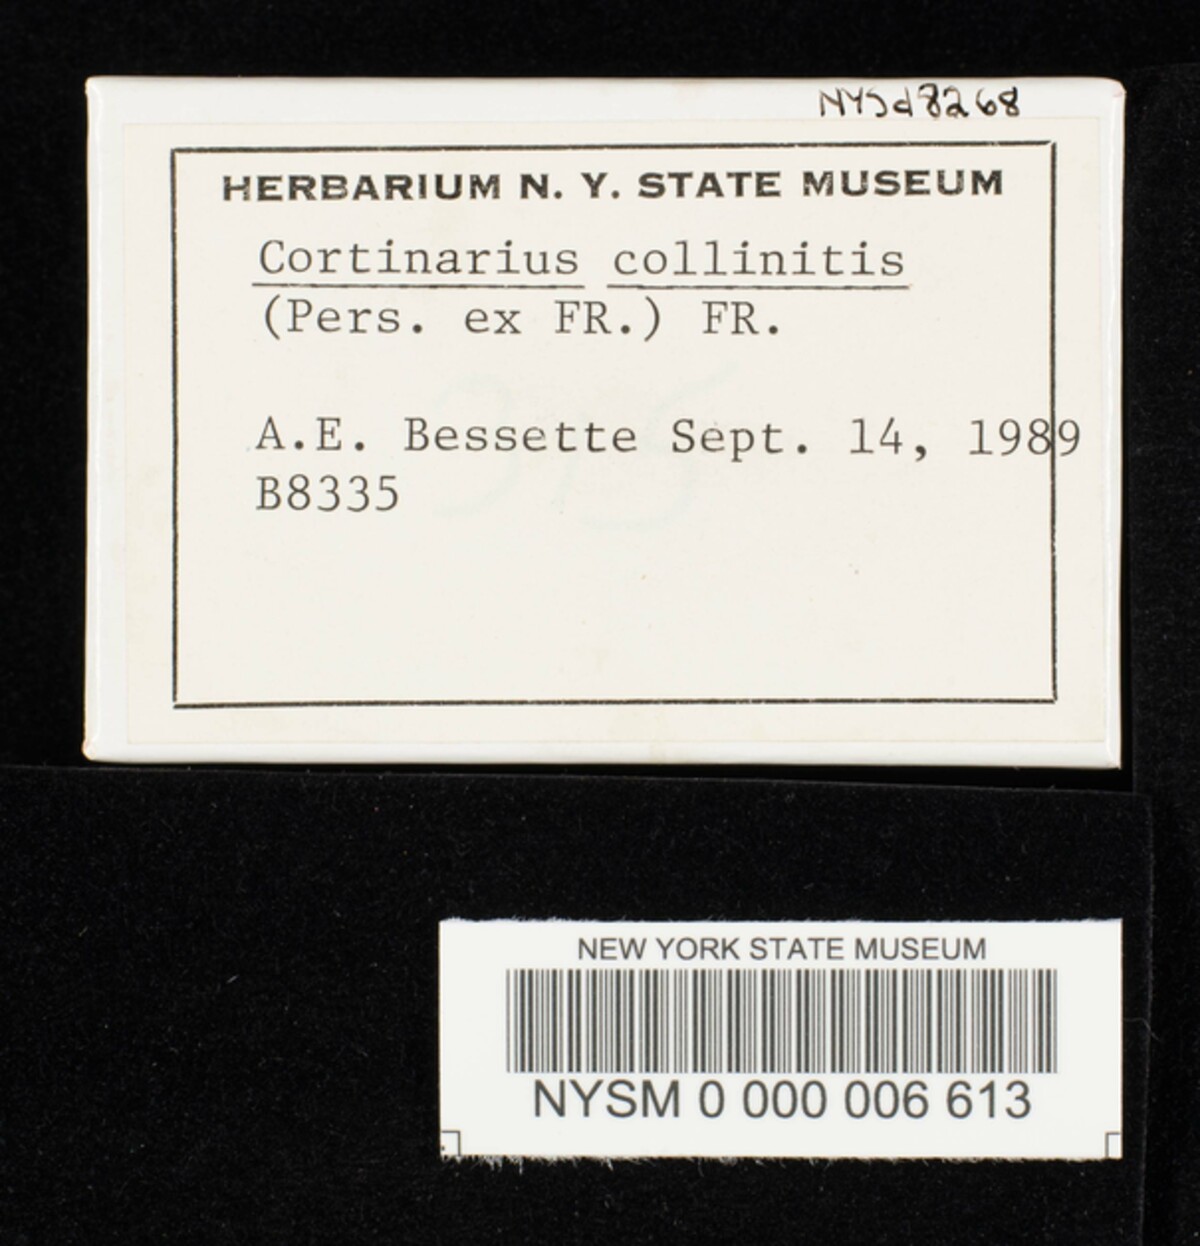 NYSd8268
HERBARIUM N. Y. STATE MUSEUM
Cortinarius collinitis
(Pers. ex FR.) FR.
A.E. Bessette Sept. 14, 1989
B8335
NEW YORK STATE MUSEUM
NYSM 0 000 006 613